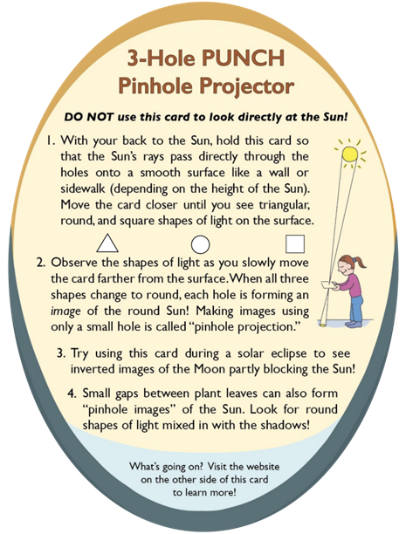 3-Hole PUNCH
Pinhole Projector
DO NOT use this card to look directly at the Sun!
1. With your back to the Sun, hold this card so
that the Sun's rays pass directly through the
holes onto a smooth surface like a wall or
sidewalk (depending on the height of the Sun).
Move the card closer until you see triangular,
round, and square shapes of light on the surface.
2. Observe the shapes of light as you slowly move
the card farther from the surface. When all three
shapes change to round, each hole is forming an
image of the round Sun! Making images using
only a small hole is called "pinhole projection."
3. Try using this card during a solar eclipse to see
inverted images of the Moon partly blocking the Sun!
4. Small gaps between plant leaves can also form
"pinhole images" of the Sun. Look for round
shapes of light mixed in with the shadows!
What's going on? Visit the website
on the other side of this card
to learn more!